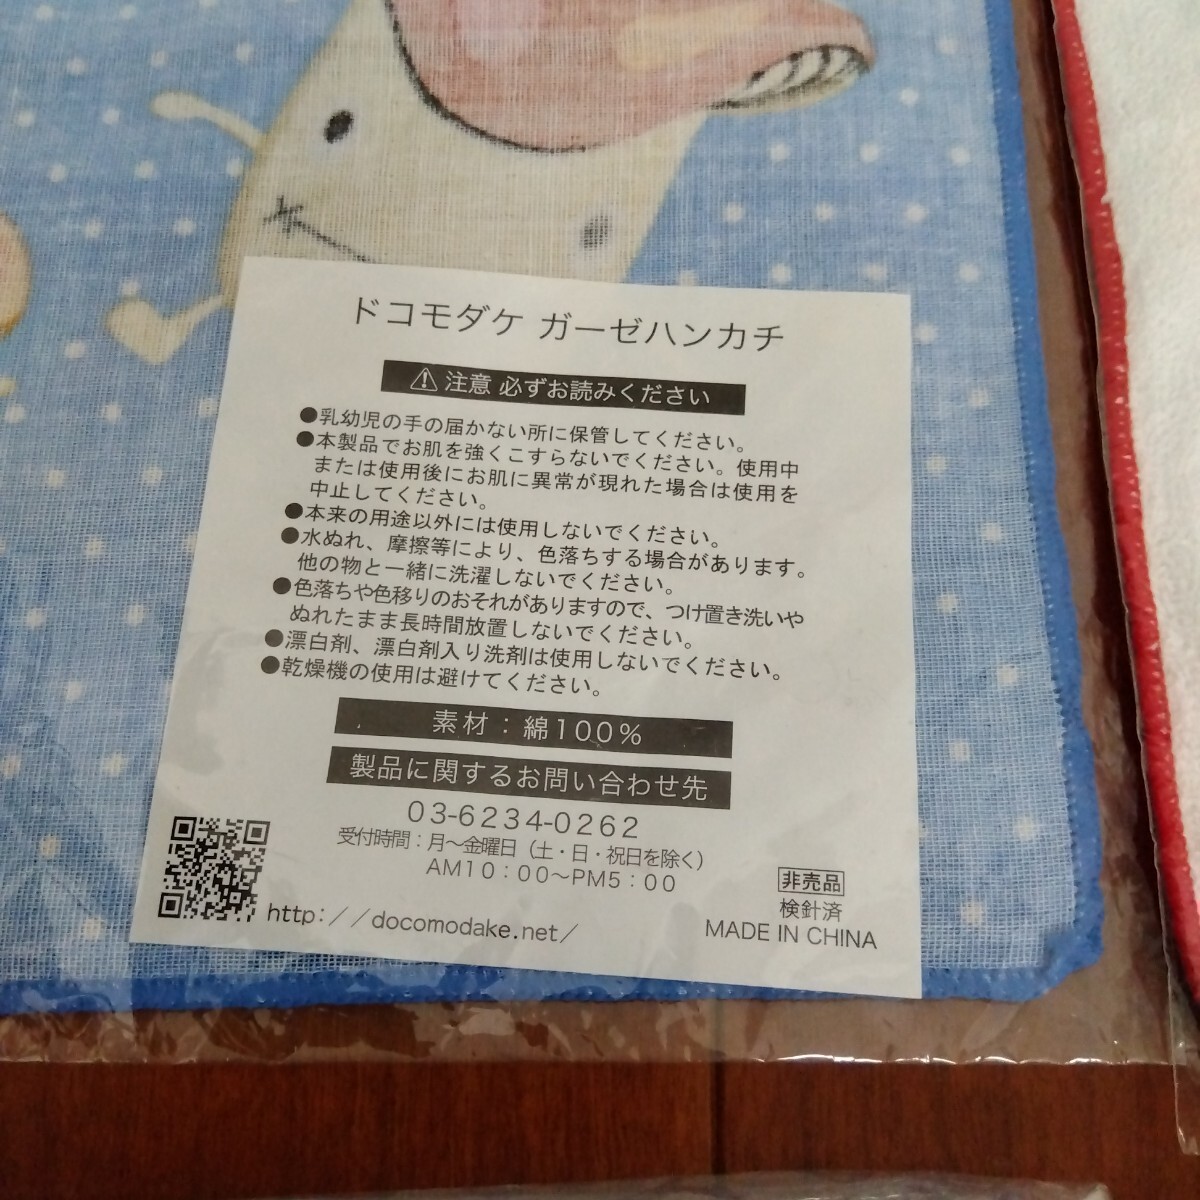 ドコモダケ ガーゼハンカチ
⚠注意 必ずお読みください
●乳幼児の手の届かない所に保管してください。
●本製品でお肌を強くこすらないでください。使用中
または使用後にお肌に異常が現れた場合は使用を
中止してください。
●本来の用途以外には使用しないでください。
●水ぬれ、摩擦等により、色落ちする場合があります。
他の物と一緒に洗濯しないでください。
●色落ちや色移りのおそれがありますので、つけ置き洗いや
ぬれたまま長時間放置しないでください。
●漂白剤、漂白剤入り洗剤は使用しないでください。
●乾燥機の使用は避けてください。
素材：綿100%
製品に関するお問い合わせ先
03-6234-0262
受付時間：月〜金曜日（土・日・祝日を除く）
AM10：00〜PM5：00
http://docomodake.net/
非売品
検針済
MADE IN CHINA